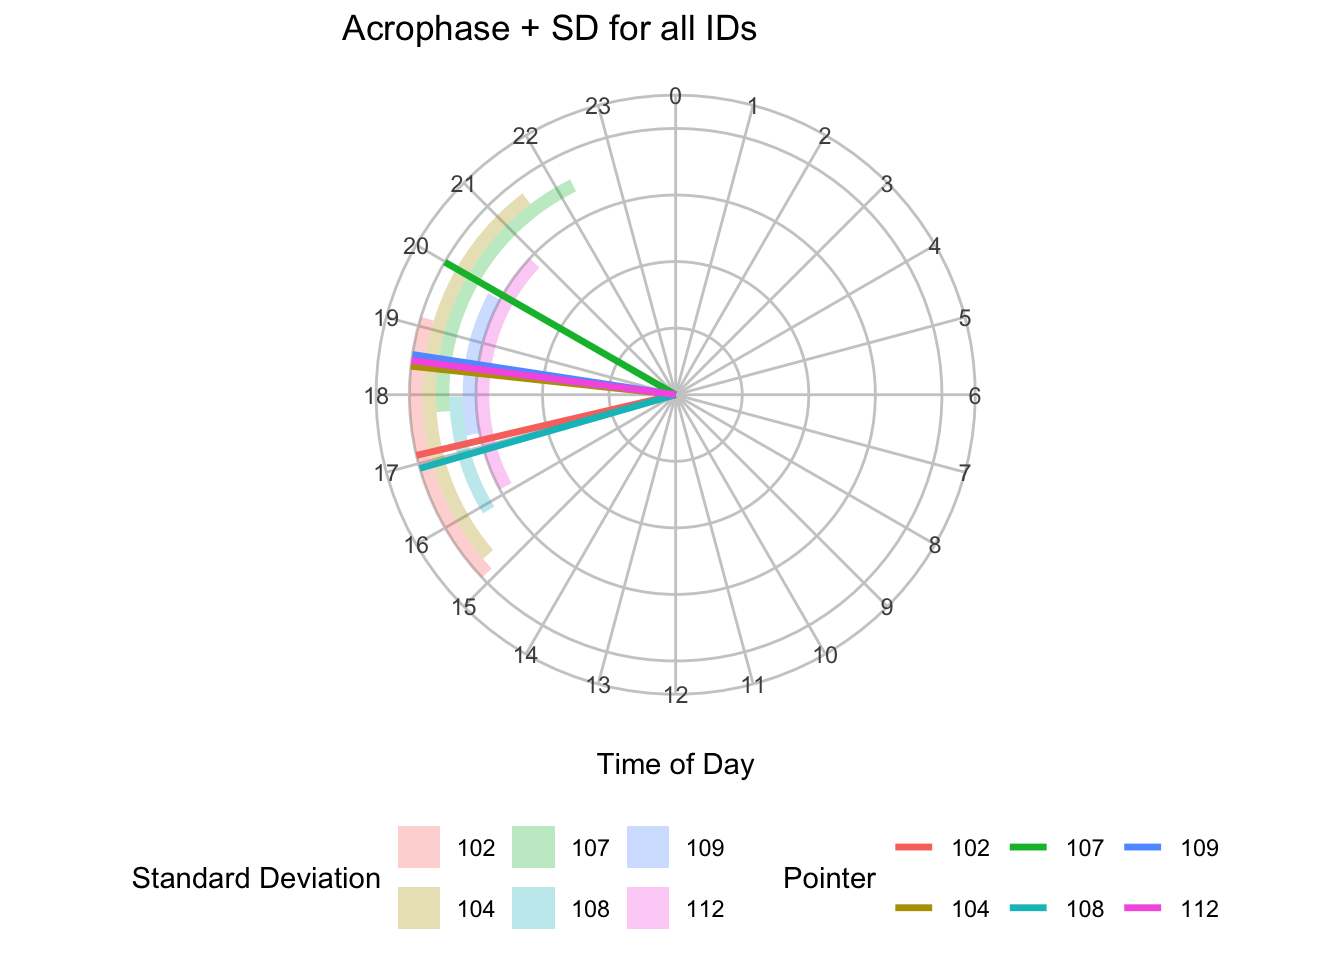 Acrophase + SD for all IDs
0
23 1
22 2
21 3
20 4
19 5
18 6
17 7
16 8
15 9
14 10
13 11
12
Time of Day
102 107 109 102 107 109
Standard Deviation Pointer
104 108 112 104 108 112